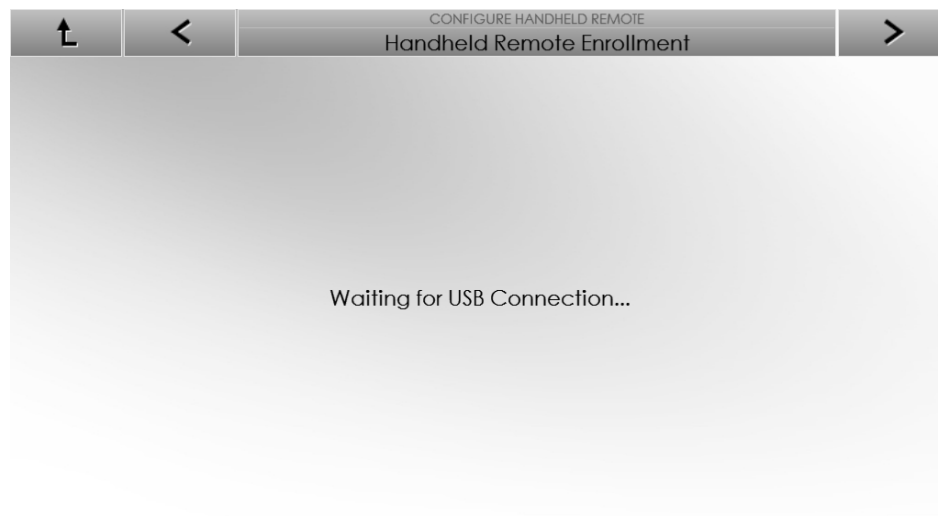 CONFIGURE HANDHELD REMOTE
Handheld Remote Enrollment
Waiting for USB Connection...